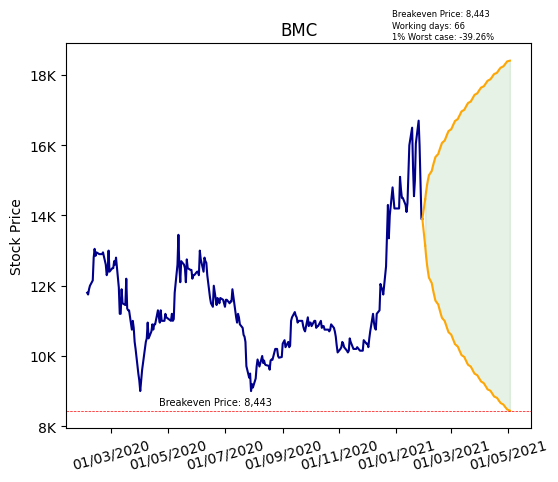 Breakeven Price: 8,443
Working days: 66
1% Worst case: -39.26%
BMC
Stock Price
18K
16K
14K
12K
10K
8K
Breakeven Price: 8,443
01/03/2020
01/05/2020
01/07/2020
01/09/2020
01/11/2020
01/01/2021
01/03/2021
01/05/2021